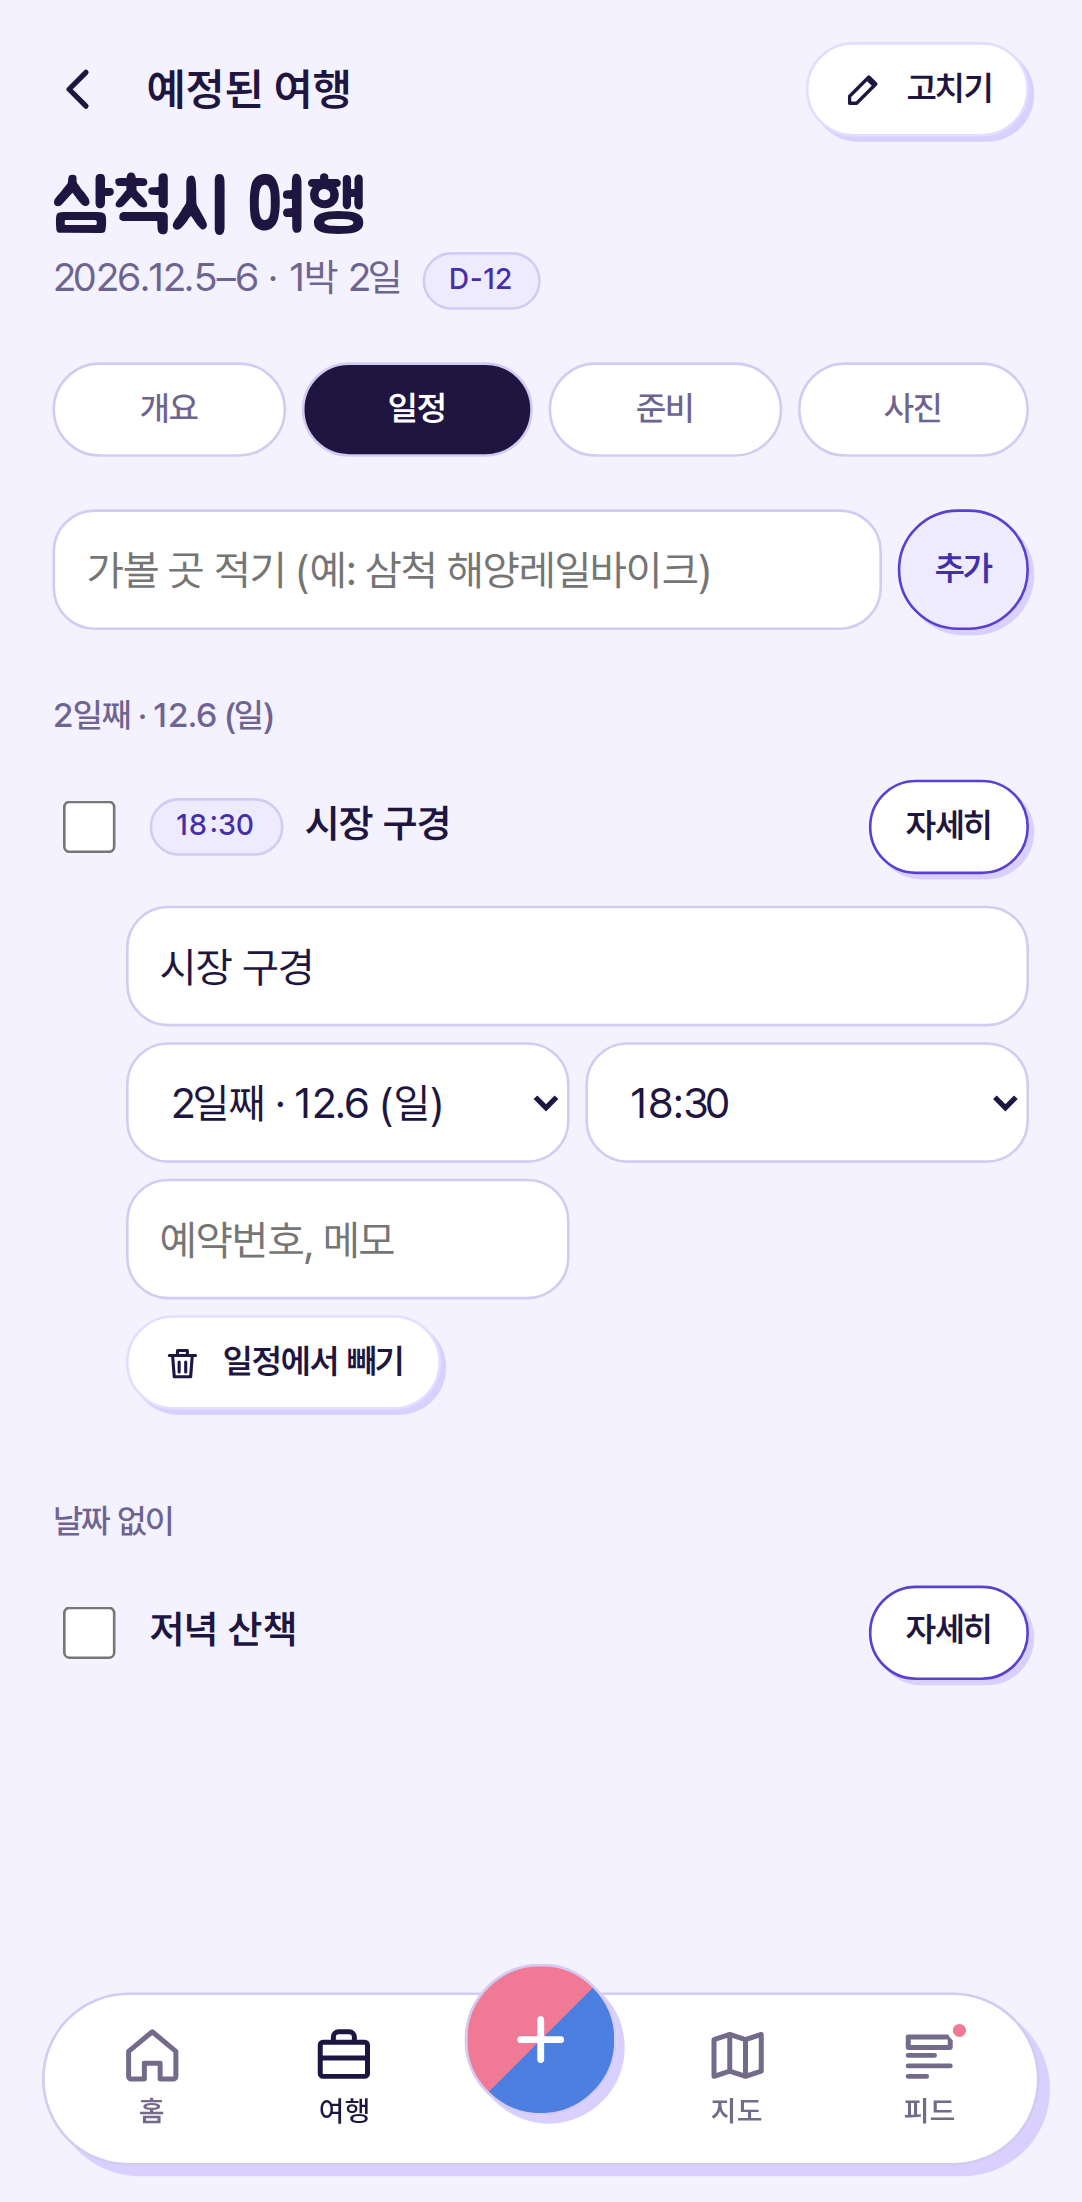 예정된 여행
고치기
삼척시 여행
2026.12.5–6 · 1박 2일 D-12
개요 일정 준비 사진
가볼 곳 적기 (예: 삼척 해양레일바이크) 추가
2일째 · 12.6 (일)
18:30 시장 구경 자세히
시장 구경
2일째 · 12.6 (일) 18:30
예약번호, 메모
일정에서 빼기
날짜 없이
저녁 산책 자세히
홈 여행 지도 피드